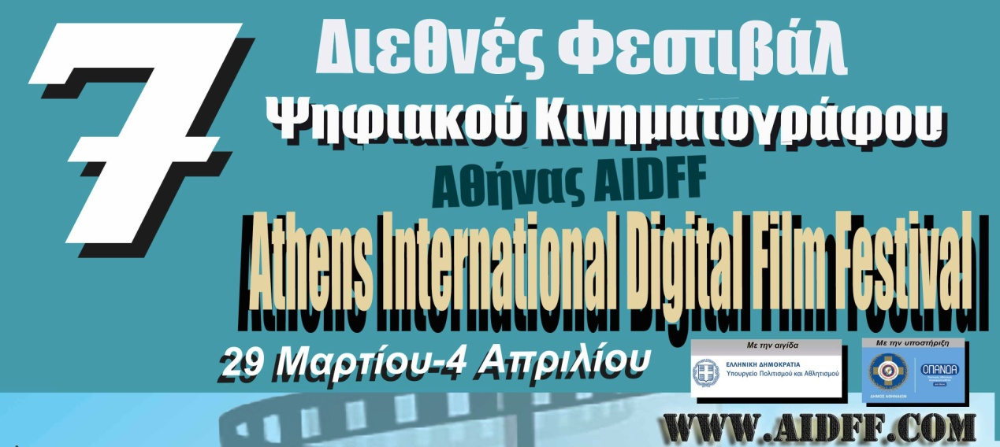 7
Διεθνές Φεστιβάλ
Ψηφιακού Κινηματογράφου
Αθήνας AIDFF
Athens International Digital Film Festival
29 Μαρτίου-4 Απριλίου
Με την αιγίδα
ΕΛΛΗΝΙΚΗ ΔΗΜΟΚΡΑΤΙΑ
Υπουργείο Πολιτισμού και Αθλητισμού
Με την υποστήριξη
ΟΠΑΝΔΑ
ΔΗΜΟΣ ΑΘΗΝΑΙΩΝ
WWW.AIDFF.COM